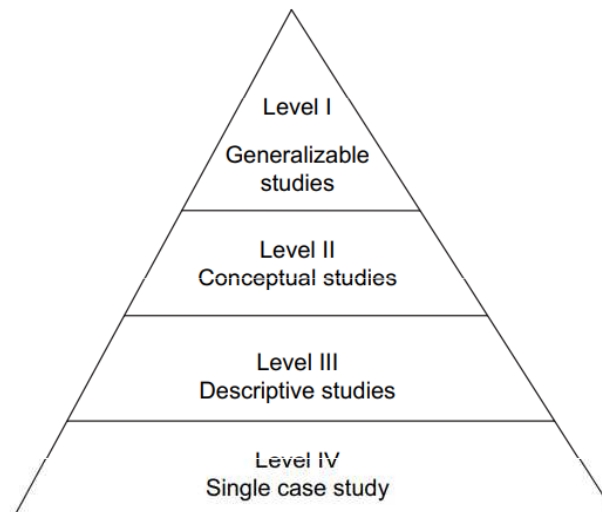 Level I
Generalizable
studies
Level II
Conceptual studies
Level III
Descriptive studies
Level IV
Single case study